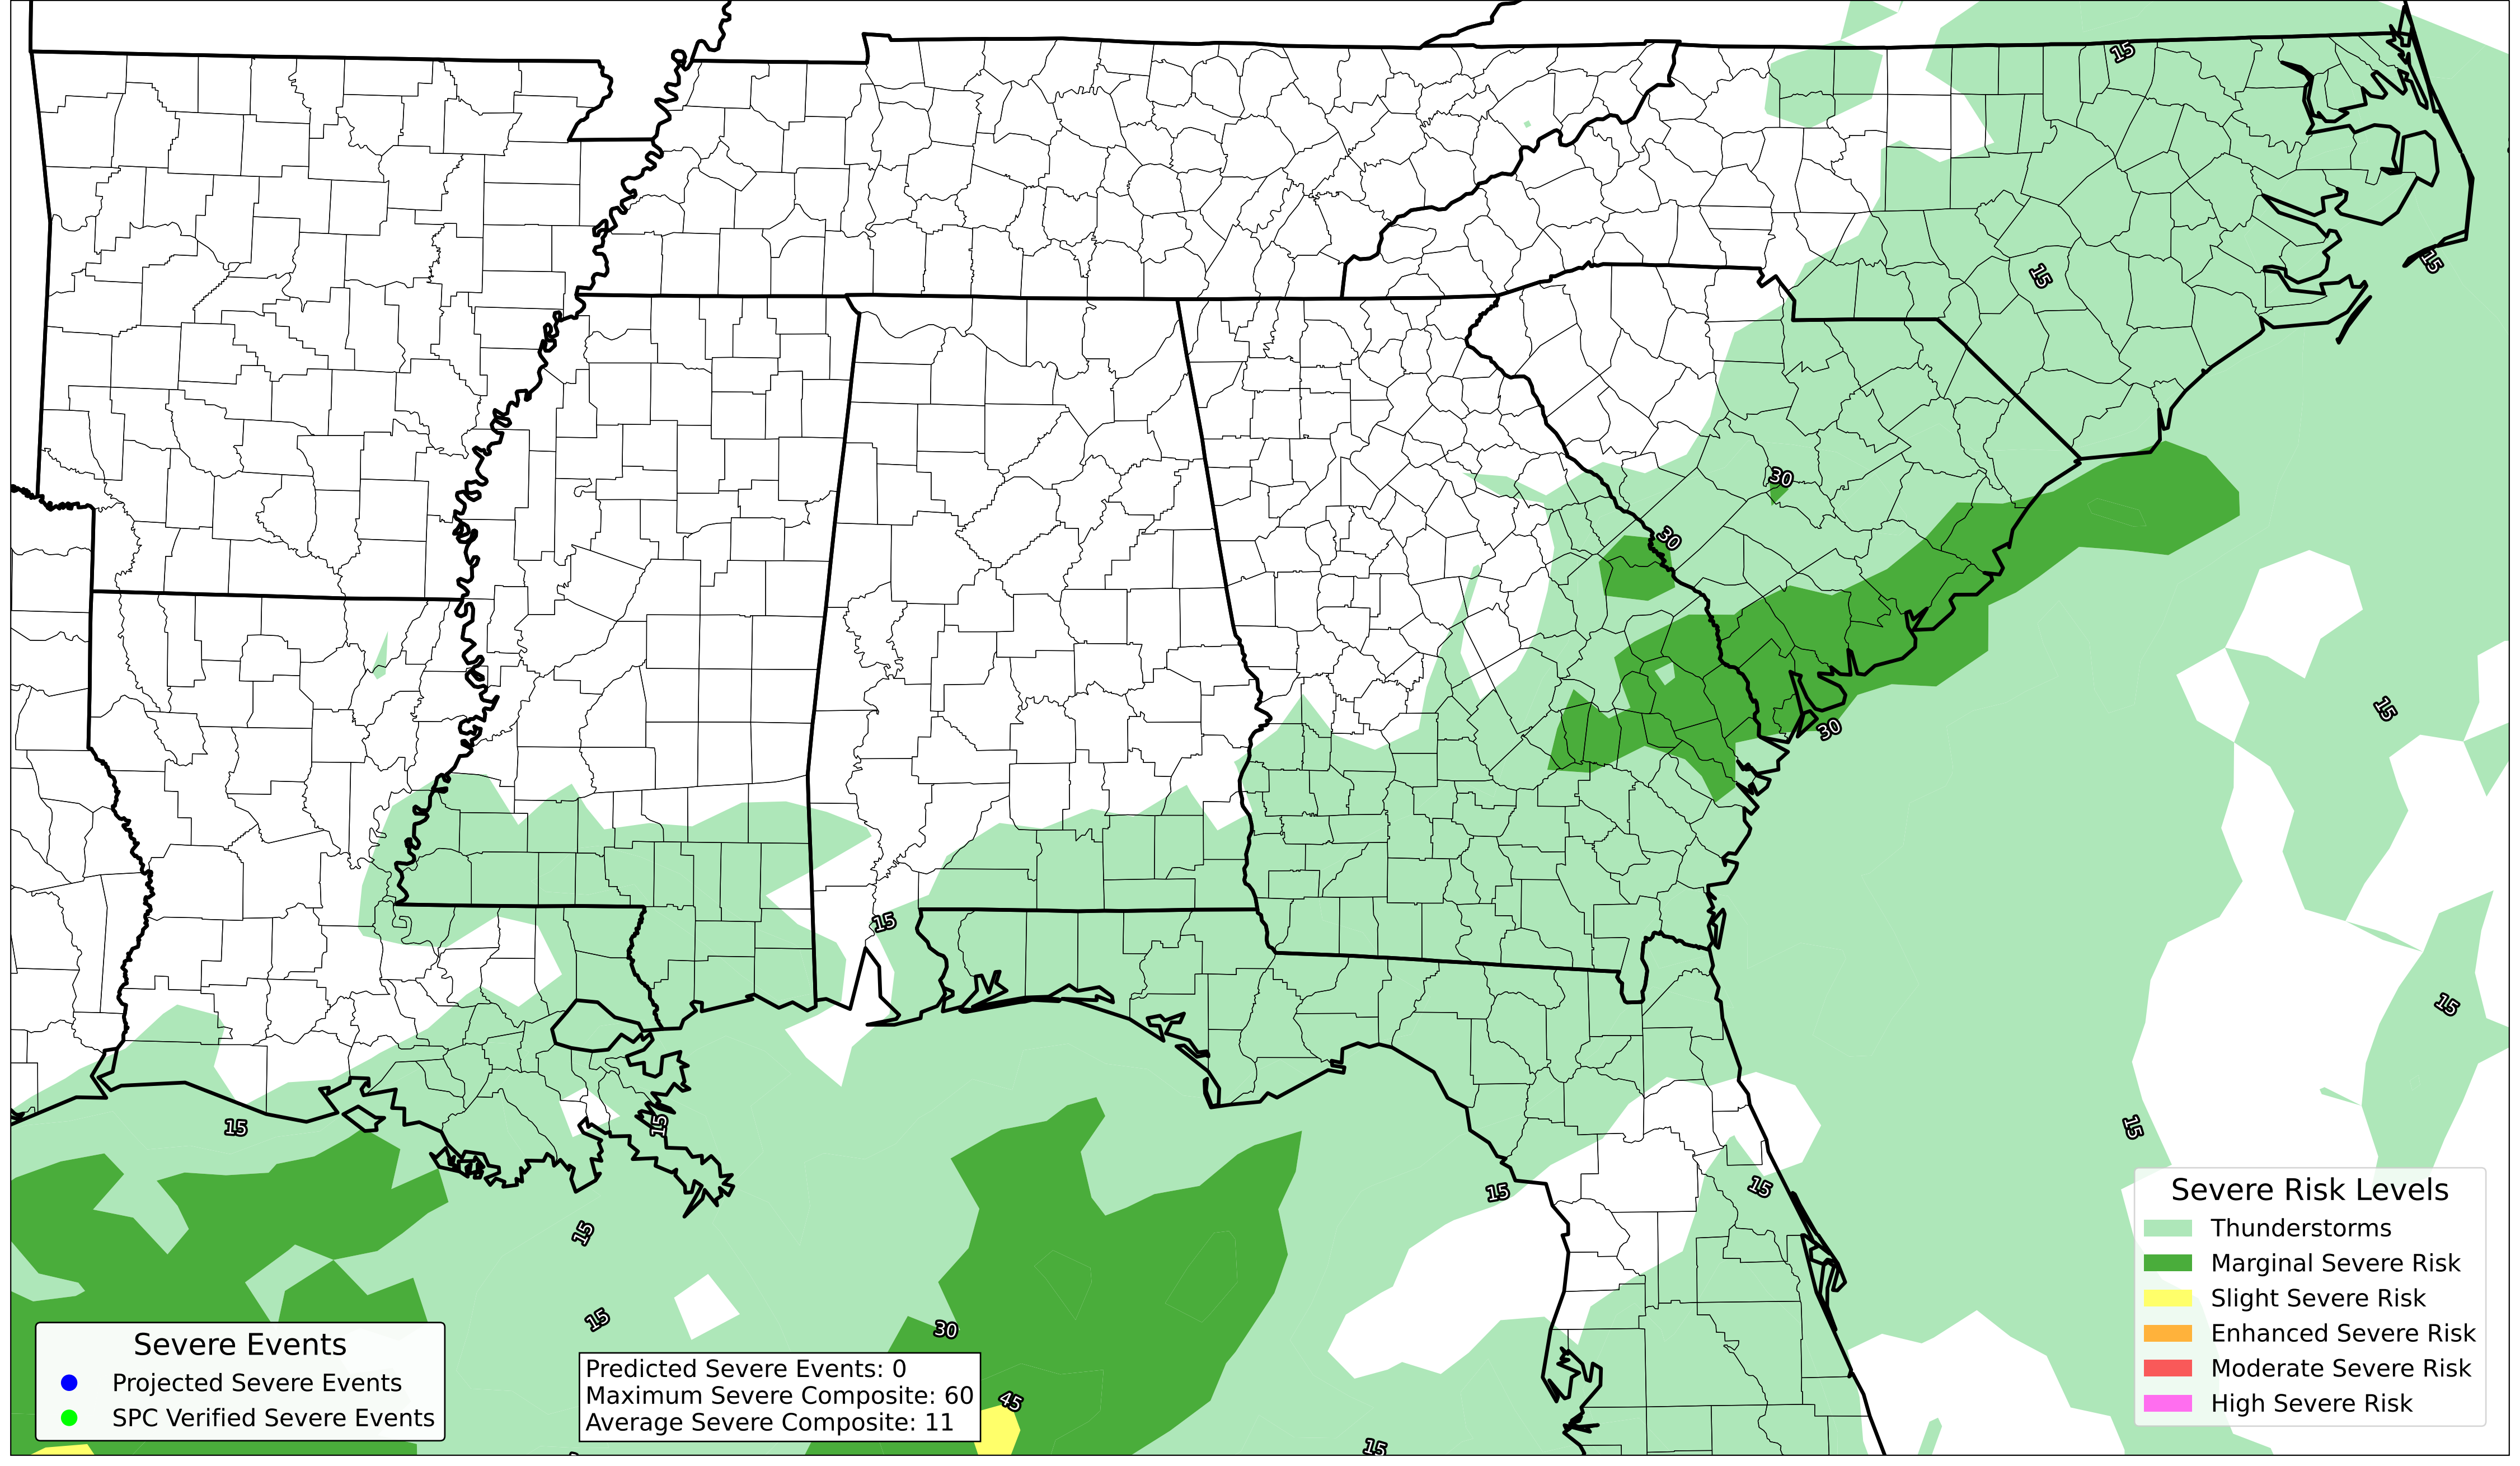 15
15
15
30
30
15
30
15
15
15
15
15
15
15
15
15
30
45
15
Severe Risk Levels
Thunderstorms
Marginal Severe Risk
Slight Severe Risk
Enhanced Severe Risk
Moderate Severe Risk
High Severe Risk
Severe Events
Projected Severe Events
SPC Verified Severe Events
Predicted Severe Events: 0
Maximum Severe Composite: 60
Average Severe Composite: 11